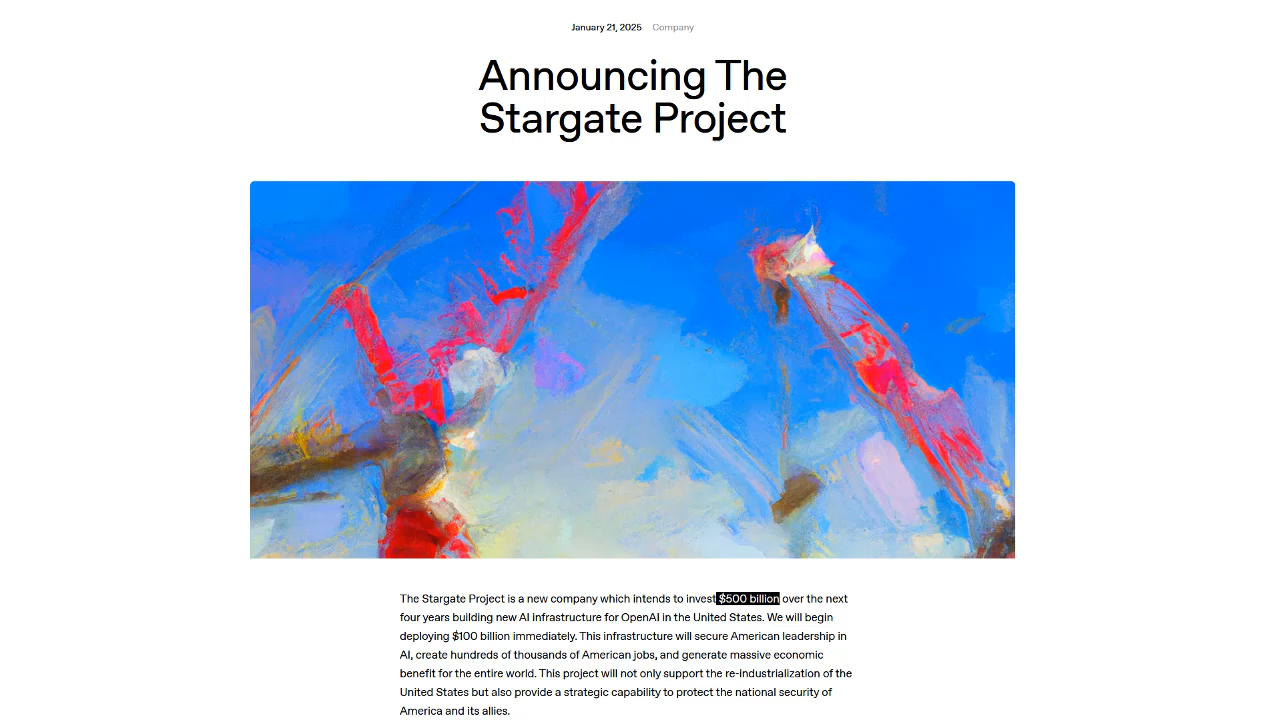 January 21, 2025 Company
Announcing The
Stargate Project
The Stargate Project is a new company which intends to invest $500 billion over the next
four years building new AI infrastructure for OpenAI in the United States. We will begin
deploying $100 billion immediately. This infrastructure will secure American leadership in
AI, create hundreds of thousands of American jobs, and generate massive economic
benefit for the entire world. This project will not only support the re-industrialization of the
United States but also provide a strategic capability to protect the national security of
America and its allies.